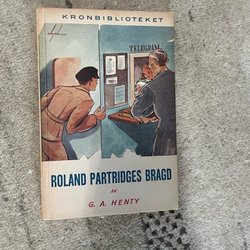 KRONBIBLIOTEKET
TELEGRAM
ROLAND PARTRIDGES BRAGD
AV
G. A. HENTY